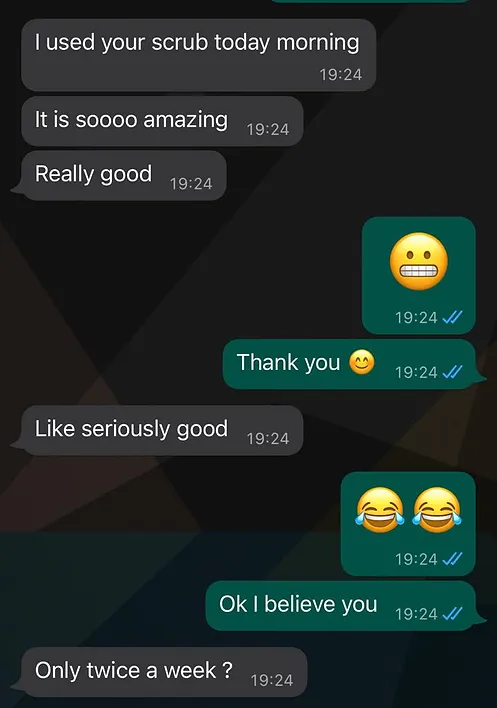 I used your scrub today morning
19:24
It is soooo amazing 19:24
Really good 19:24
😬
19:24
Thank you 😊 19:24
Like seriously good 19:24
😂😂
19:24
Ok I believe you 19:24
Only twice a week ? 19:24